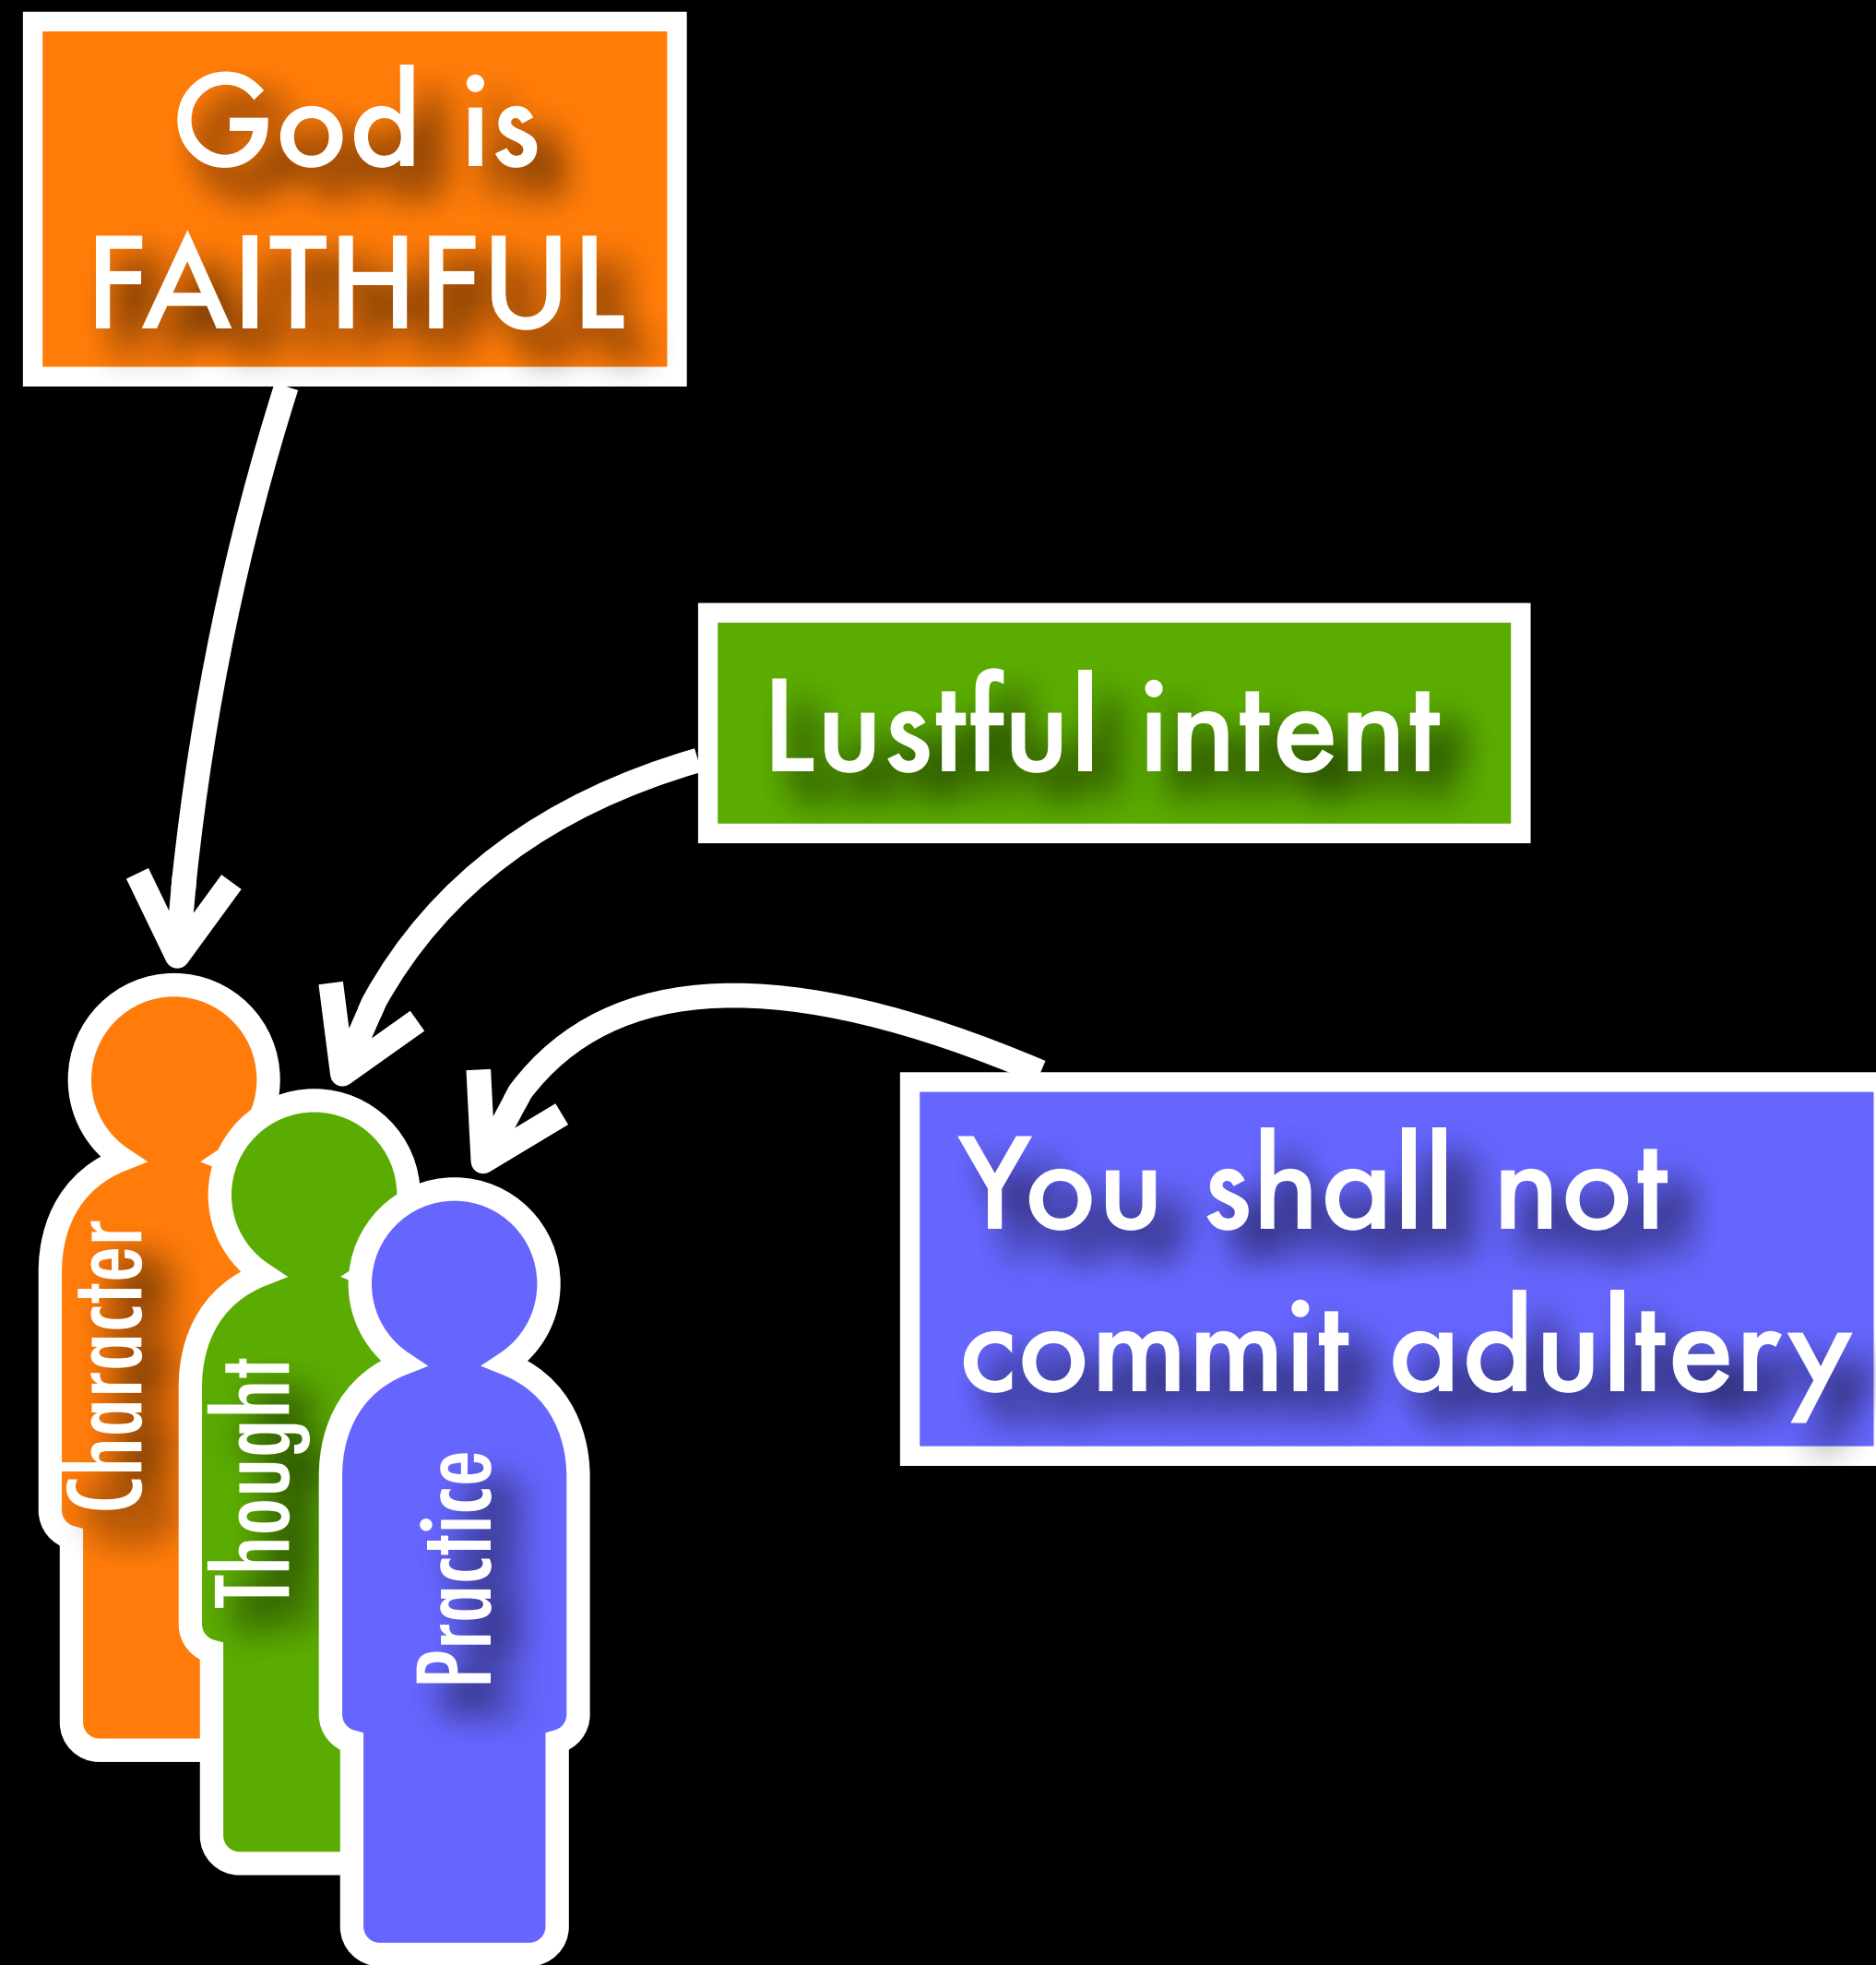 God is
FAITHFUL
Lustful intent
You shall not
commit adultery
Character
Thought
Practice